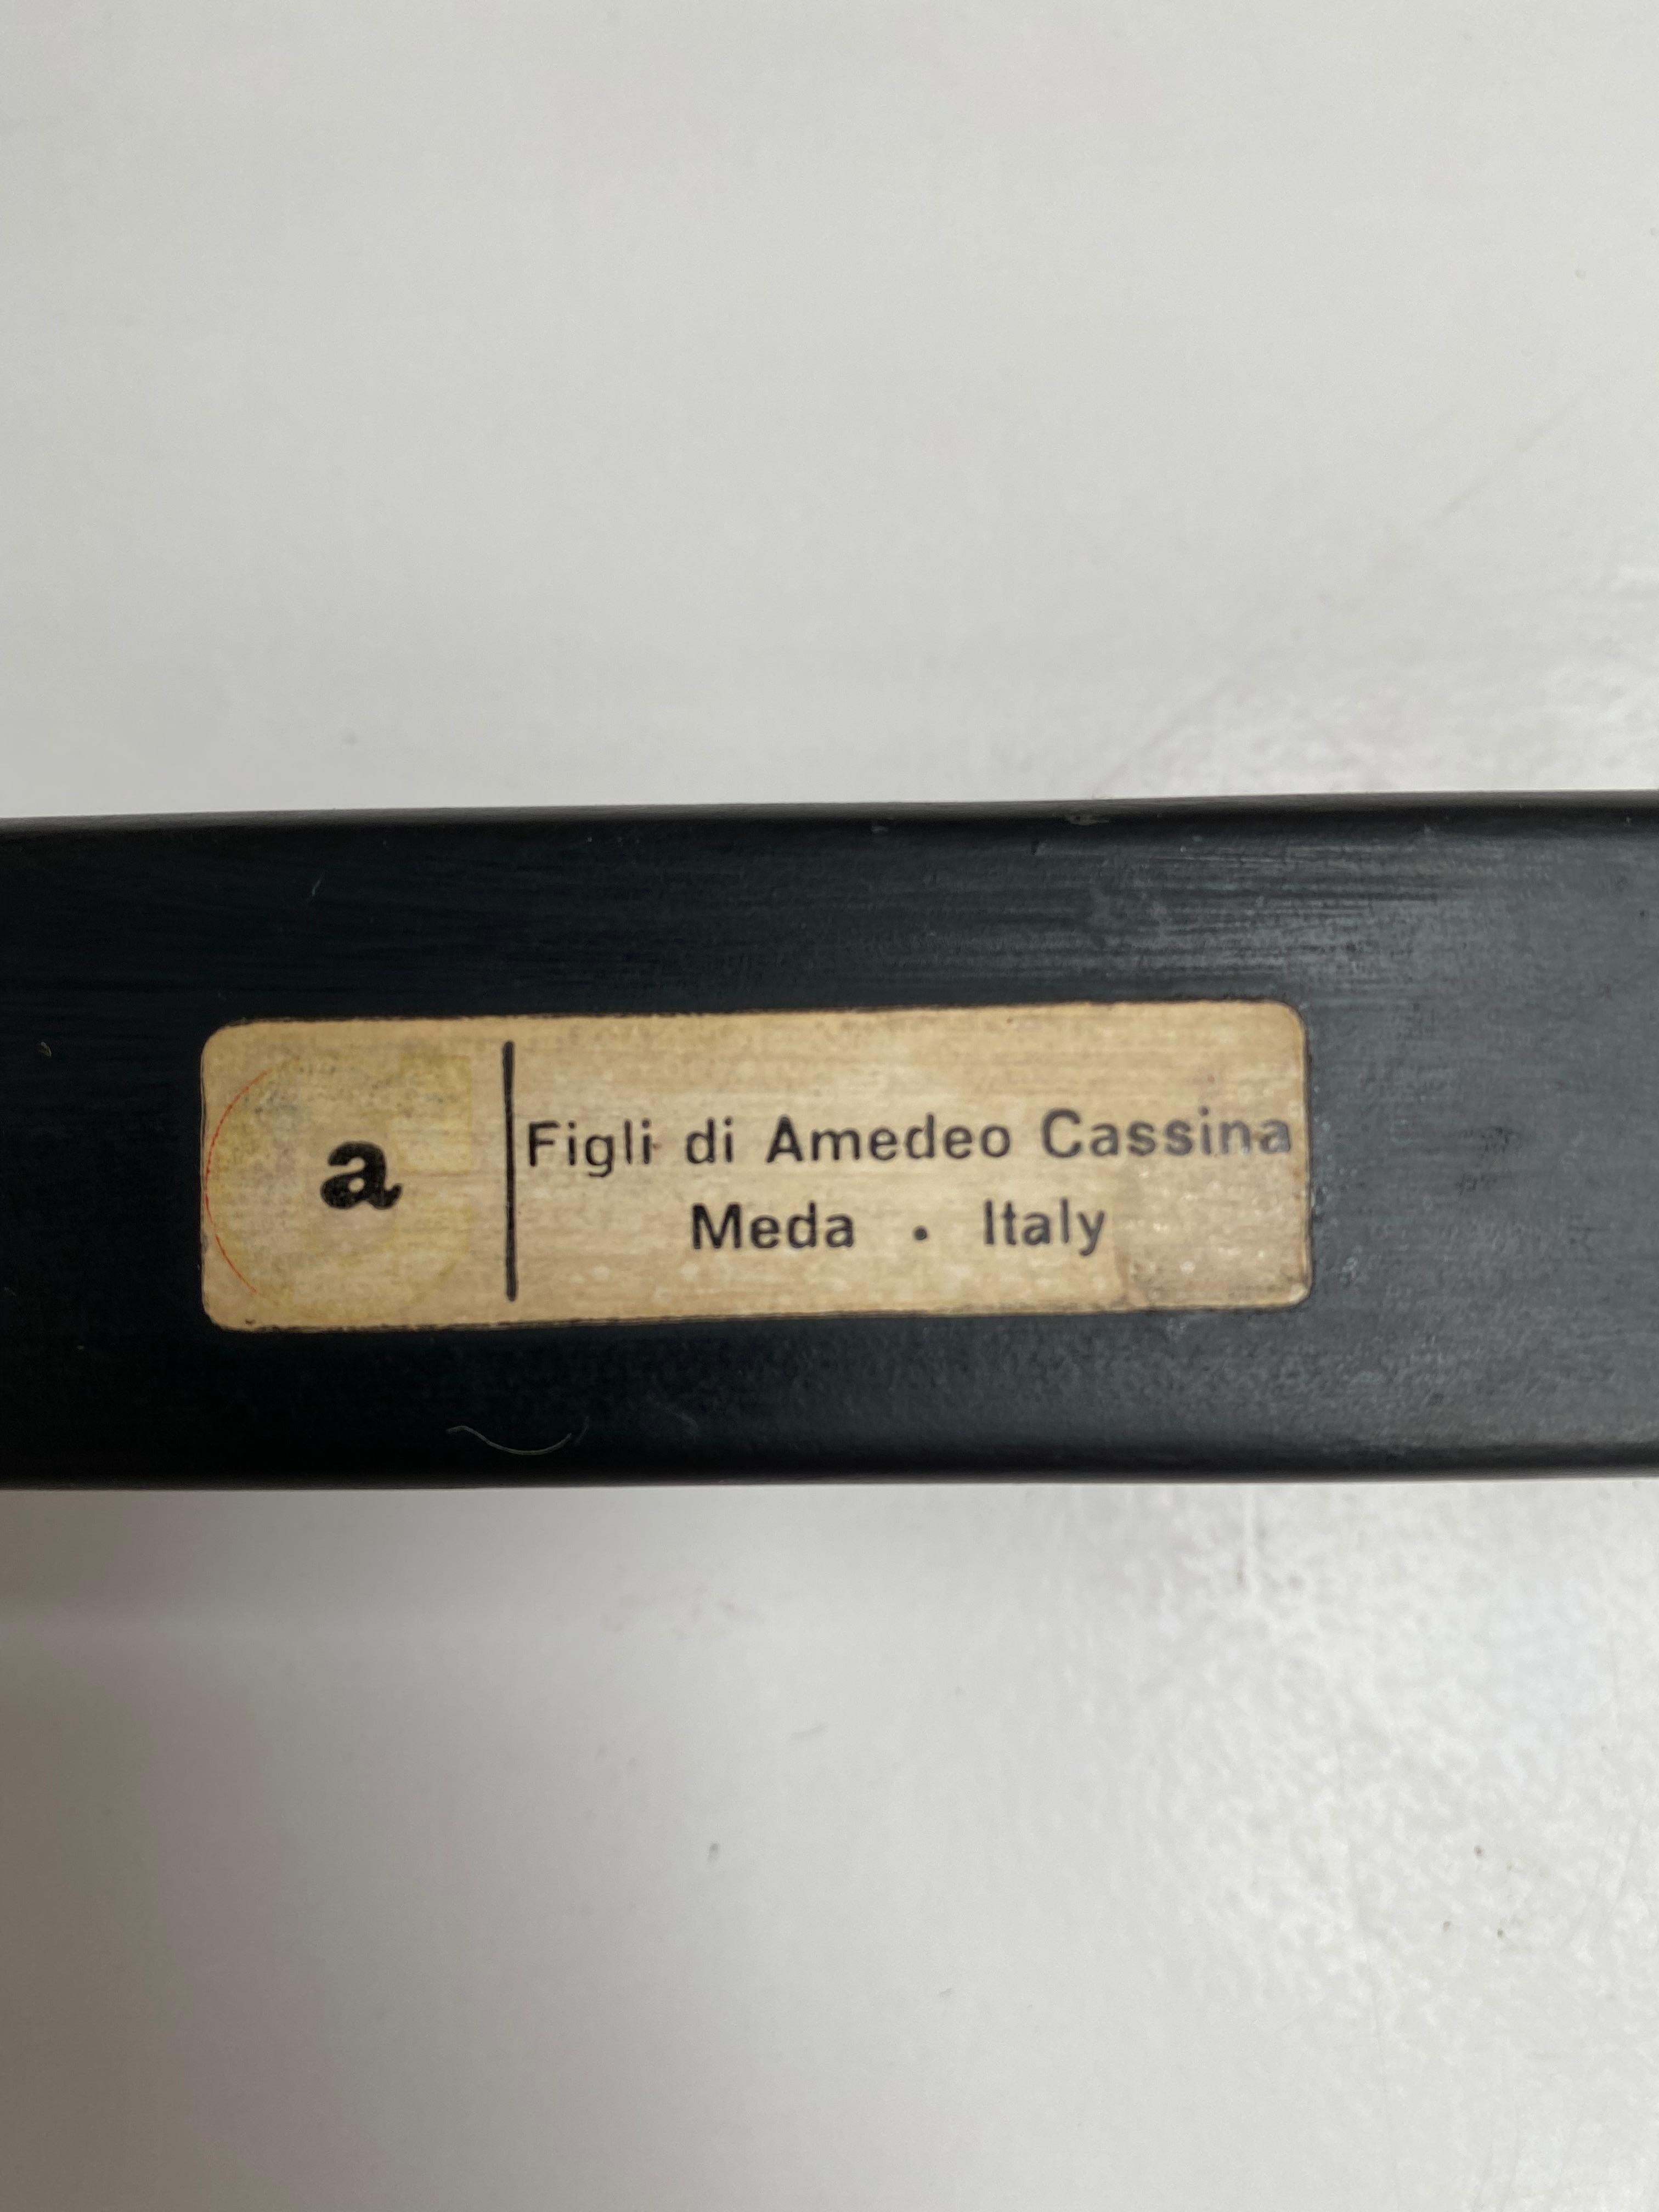 a
Figli di Amedeo Cassina
Meda • Italy